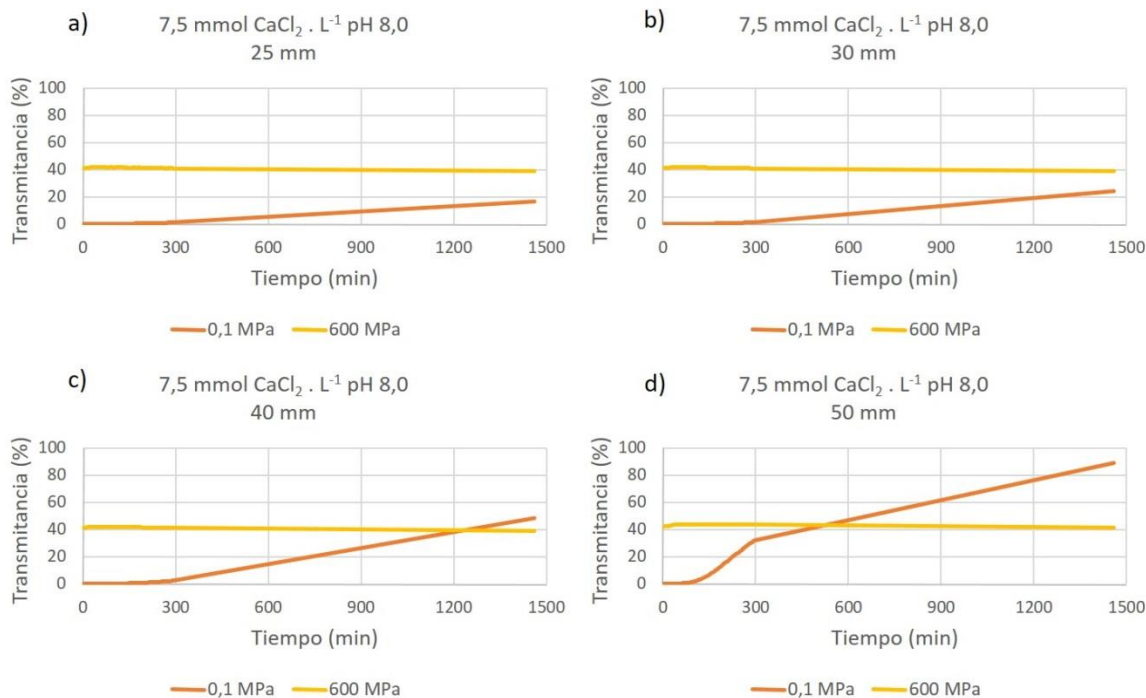 a)
7,5 mmol CaCl₂ . L⁻¹ pH 8,0
25 mm
Transmitancia (%)
100
80
60
40
20
0
0 300 600 900 1200 1500
Tiempo (min)
0,1 MPa 600 MPa
b)
7,5 mmol CaCl₂ . L⁻¹ pH 8,0
30 mm
Transmitancia (%)
100
80
60
40
20
0
0 300 600 900 1200 1500
Tiempo (min)
0,1 MPa 600 MPa
c)
7,5 mmol CaCl₂ . L⁻¹ pH 8,0
40 mm
Transmitancia (%)
100
80
60
40
20
0
0 300 600 900 1200 1500
Tiempo (min)
0,1 MPa 600 MPa
d)
7,5 mmol CaCl₂ . L⁻¹ pH 8,0
50 mm
Transmitancia (%)
100
80
60
40
20
0
0 300 600 900 1200 1500
Tiempo (min)
0,1 MPa 600 MPa